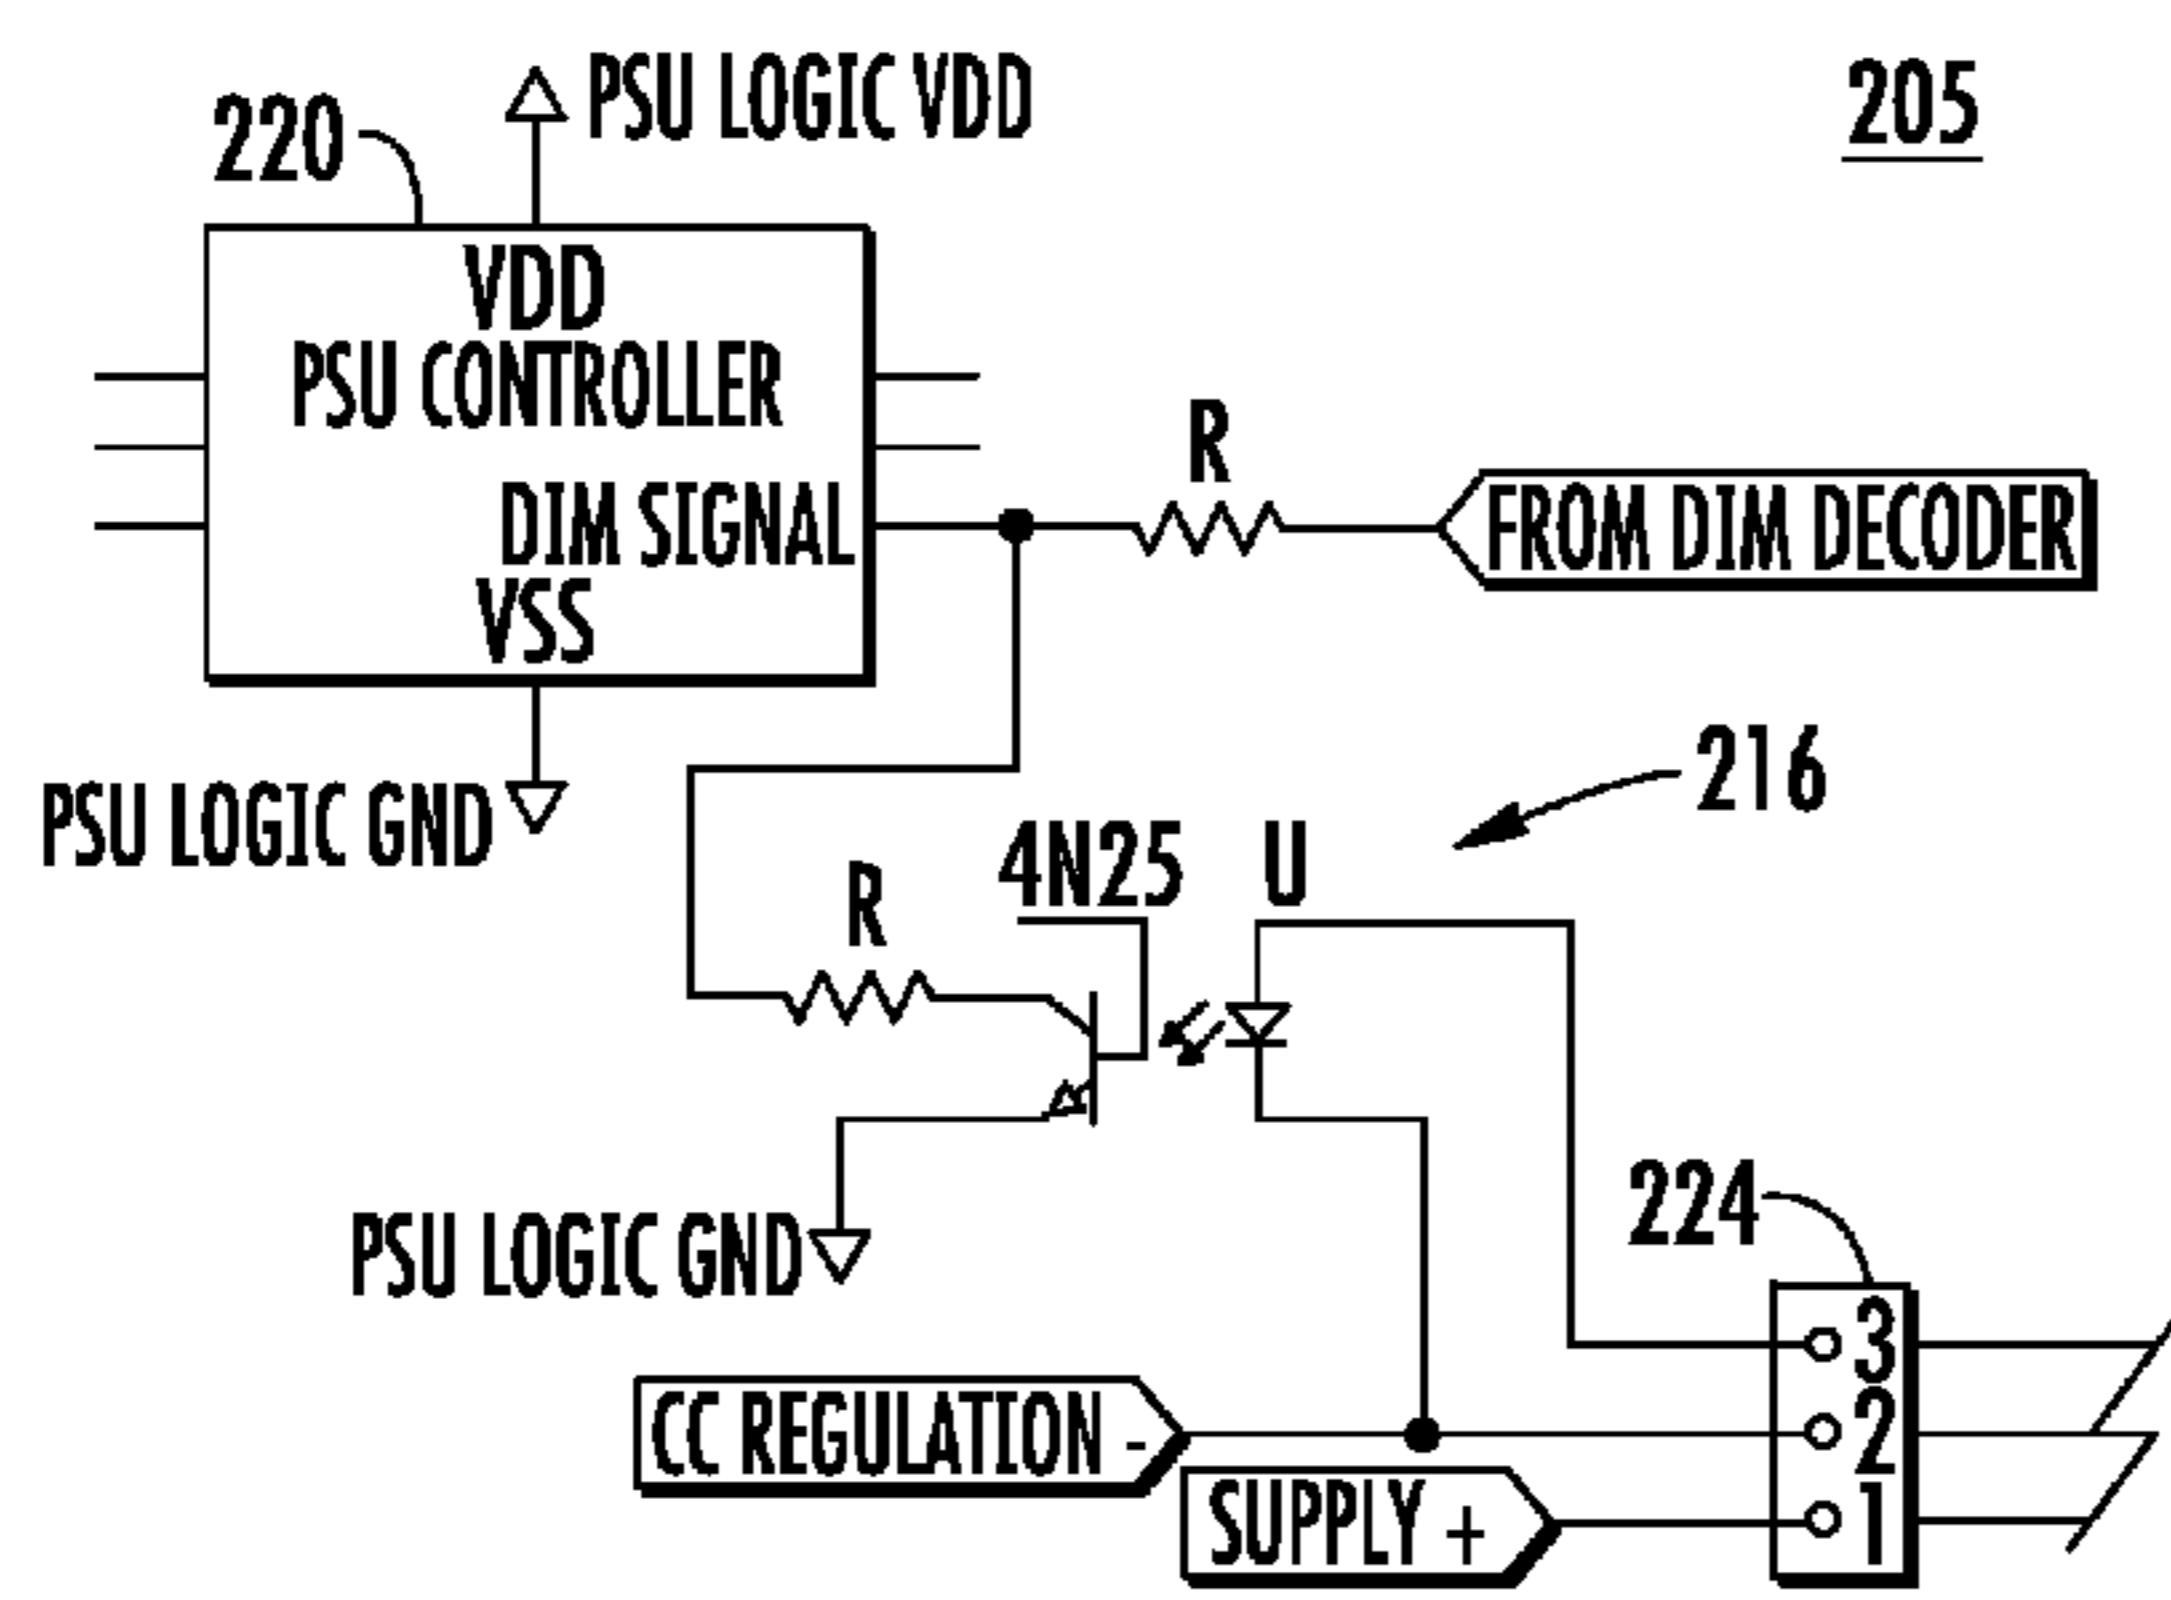 PSU LOGIC VDD
205
220
VDD
PSU CONTROLLER
R
DIM SIGNAL
FROM DIM DECODER
VSS
216
PSU LOGIC GND
4N25 U
R
224
PSU LOGIC GND
3
CC REGULATION -
2
SUPPLY +
1